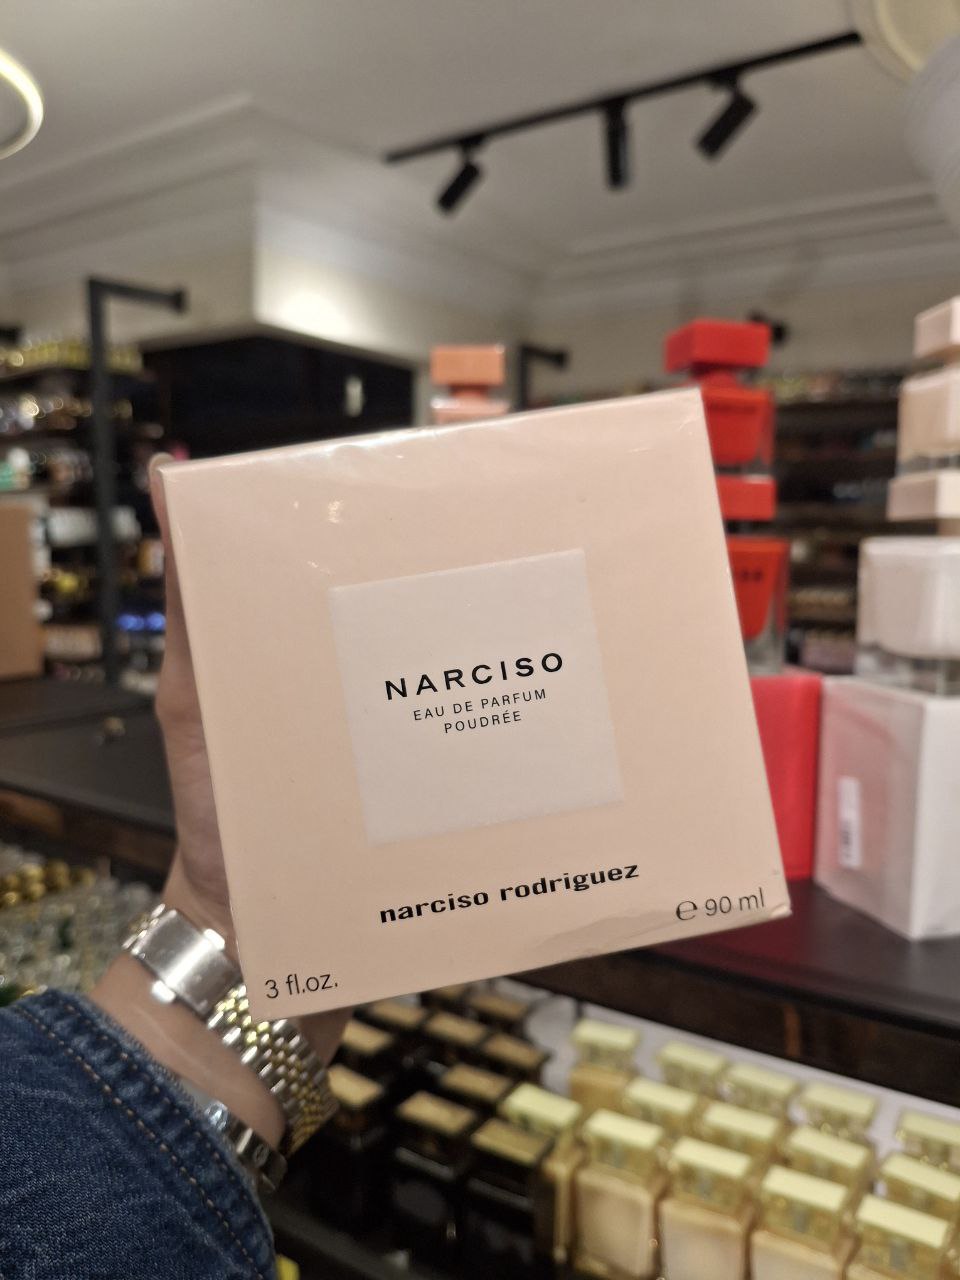 NARCISO
EAU DE PARFUM
POUDRÉE
narciso rodriguez
3 fl.oz.
℮ 90 ml